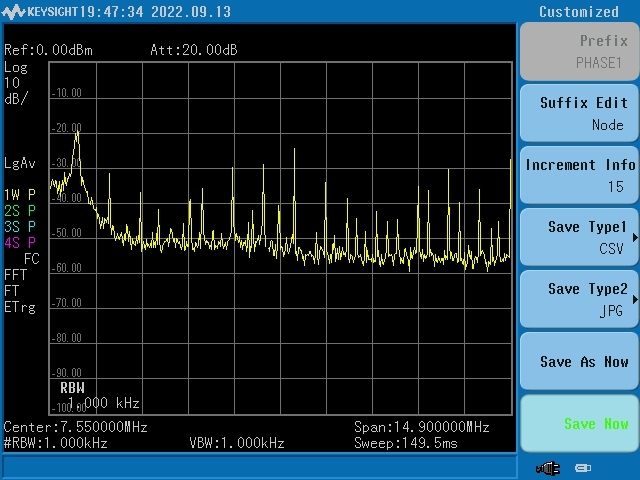 KEYSIGHT 19:47:34 2022.09.13
Customized
Ref:0.00dBm Att:20.00dB
Log
10
dB/
LgAv
1W P
2S P
3S P
4S P
FC
FFT
FT
ETrg
-10.00
-20.00
-30.00
-40.00
-50.00
-60.00
-70.00
-80.00
-90.00
-100.00
RBW
1.000 kHz
Center:7.550000MHz Span:14.900000MHz
#RBW:1.000kHz VBW:1.000kHz Sweep:149.5ms
Prefix
PHASE1
Suffix Edit
Node
Increment Info
15
Save Type1
CSV
Save Type2
JPG
Save As Now
Save Now